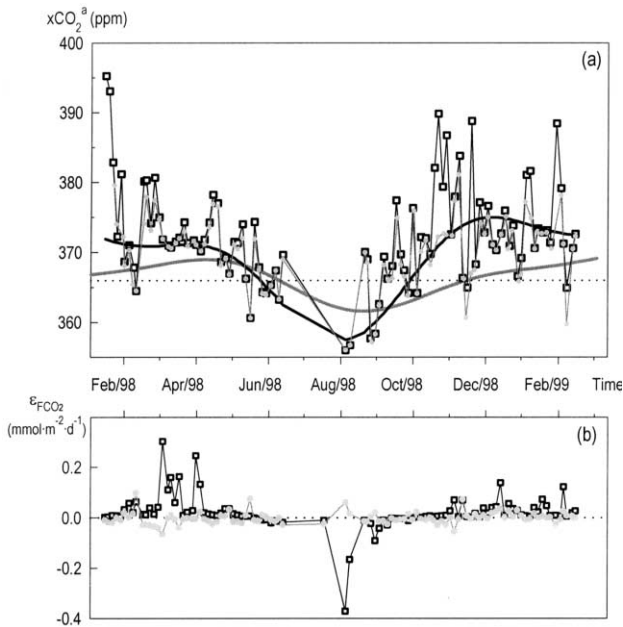 xCO₂ᵃ (ppm)
400
(a)
390
380
370
360
Feb/98 Apr/98 Jun/98 Aug/98 Oct/98 Dec/98 Feb/99 Time
εFCO₂
(mmol·m⁻²·d⁻¹)
(b)
0.2
0.0
-0.2
-0.4